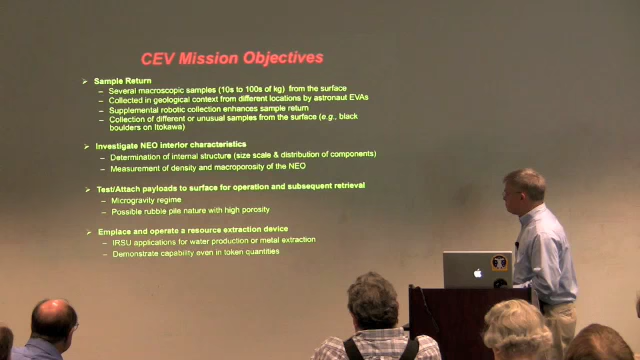 CEV Mission Objectives
Sample Return
– Several macroscopic samples (10s to 100s of kg) from the surface
– Collected in geological context from different locations by astronaut EVAs
– Supplemental robotic collection enhances sample return
– Collection of different or unusual samples from the surface (e.g., black
boulders on Itokawa)
Investigate NEO interior characteristics
– Determination of internal structure (size scale & distribution of components)
– Measurement of density and macroporosity of the NEO
Test/Attach payloads to surface for operation and subsequent retrieval
– Microgravity regime
– Possible rubble pile nature with high porosity
Emplace and operate a resource extraction device
– IRSU applications for water production or metal extraction
– Demonstrate capability even in token quantities